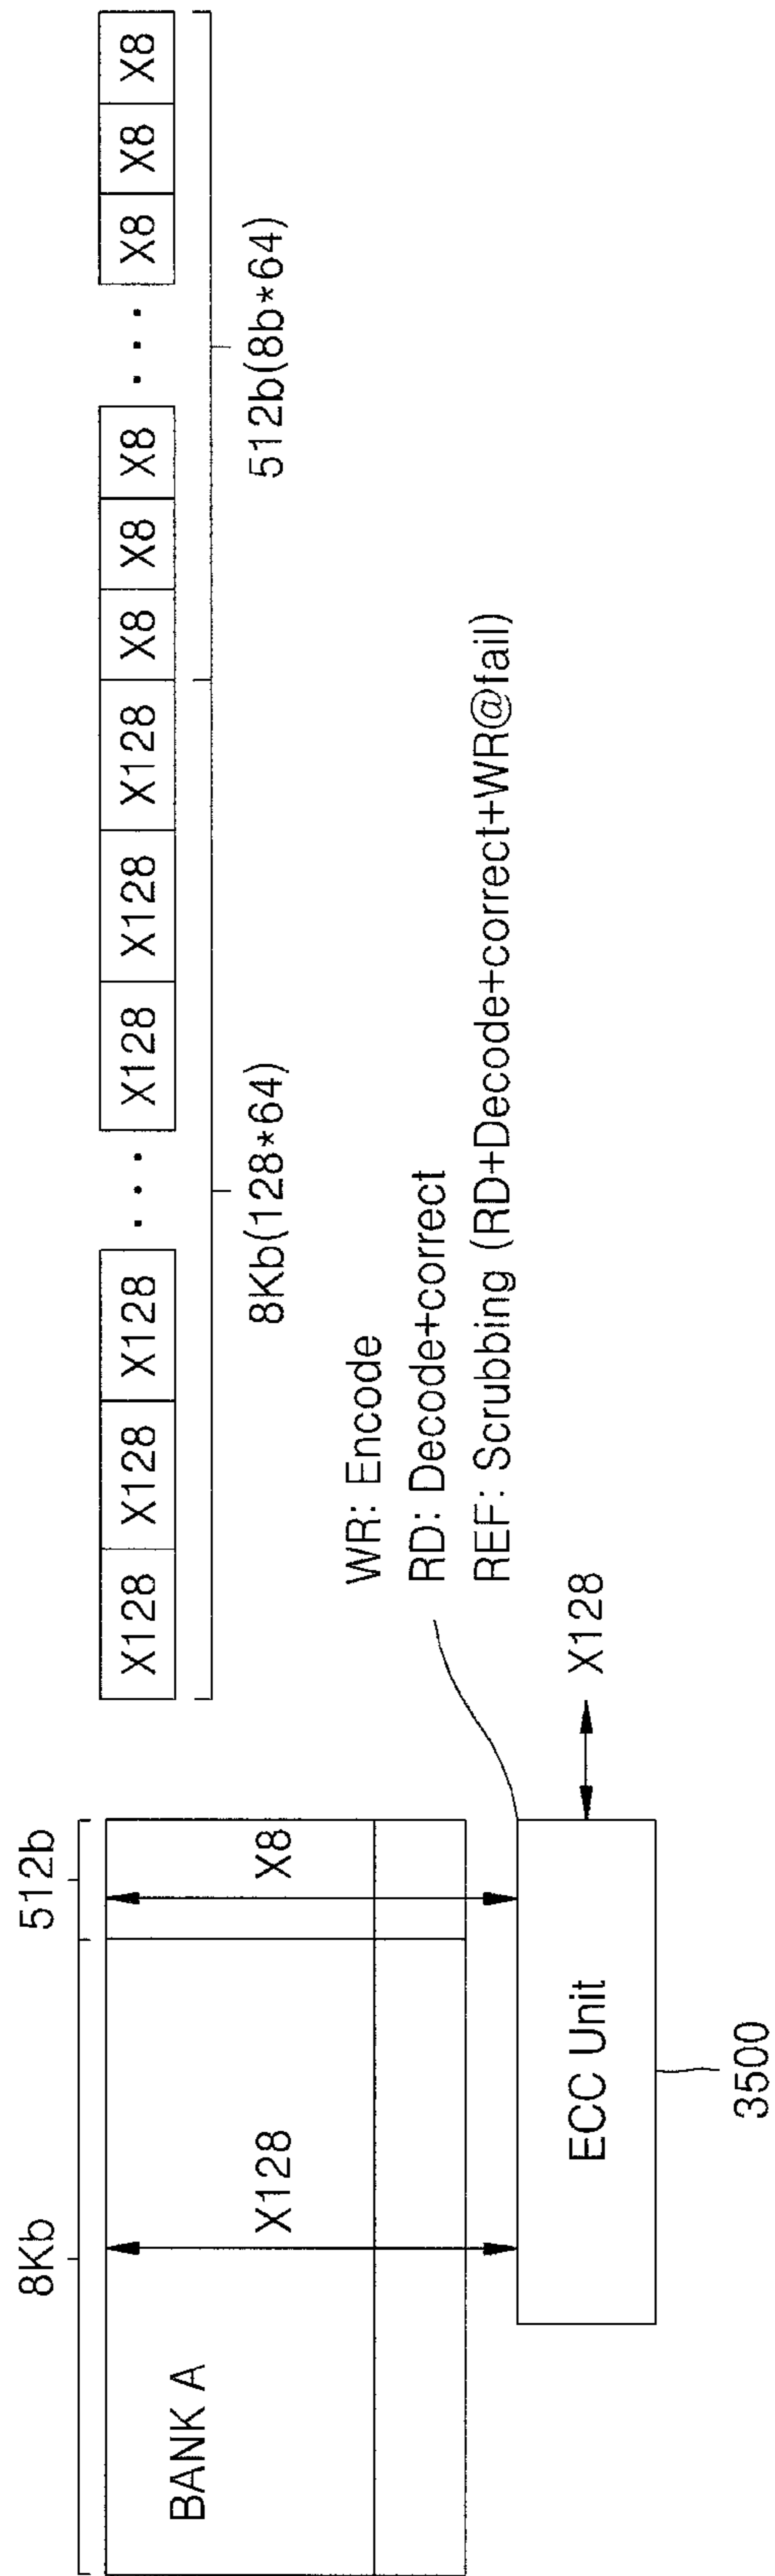 8Kb
512b
BANK A
X128
X8
ECC Unit
3500
X128
WR: Encode
RD: Decode+correct
REF: Scrubbing (RD+Decode+correct+WR@fail)
X128 X128 X128 ··· X128 X128 X128 X8 X8 X8 ··· X8 X8 X8
8Kb(128*64)
512b(8b*64)